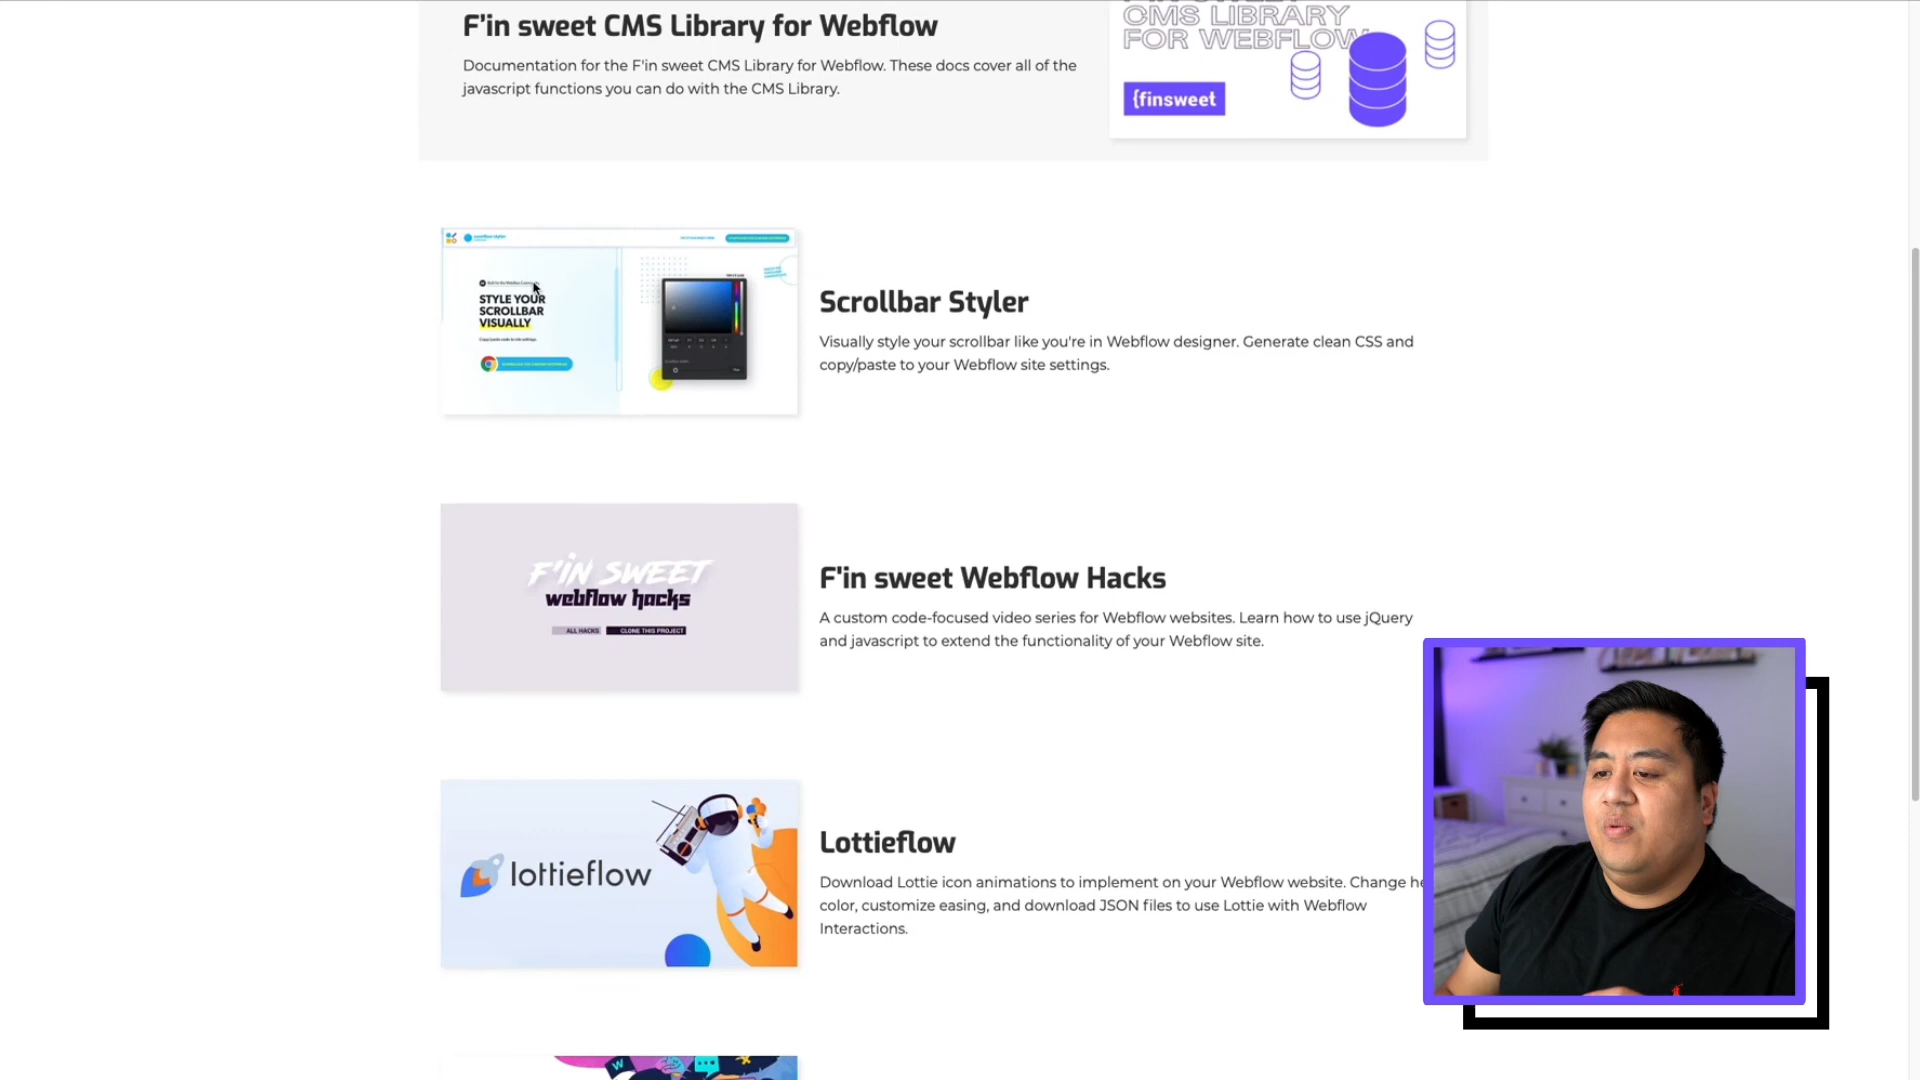 F'in sweet CMS Library for Webflow
Documentation for the F'in sweet CMS Library for Webflow. These docs cover all of the
javascript functions you can do with the CMS Library.
CMS LIBRARY
FOR WEBFLOW
{finsweet
STYLE YOUR
SCROLLBAR
VISUALLY
Scrollbar Styler
Visually style your scrollbar like you're in Webflow designer. Generate clean CSS and
copy/paste to your Webflow site settings.
F'IN SWEET
webflow hacks
ALL HACKS
CLONE THIS PROJECT
F'in sweet Webflow Hacks
A custom code-focused video series for Webflow websites. Learn how to use jQuery
and javascript to extend the functionality of your Webflow site.
lottieflow
Lottieflow
Download Lottie icon animations to implement on your Webflow website. Change
color, customize easing, and download JSON files to use Lottie with Webflow
Interactions.
W